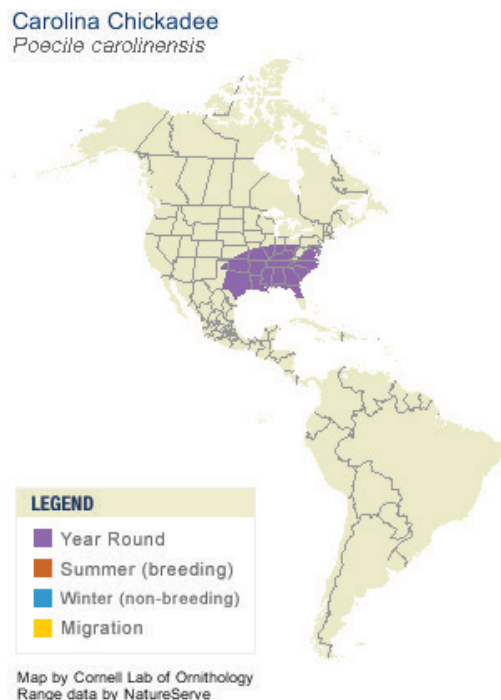 Carolina Chickadee
Poecile carolinensis
LEGEND
Year Round
Summer (breeding)
Winter (non-breeding)
Migration
Map by Cornell Lab of Ornithology
Range data by NatureServe